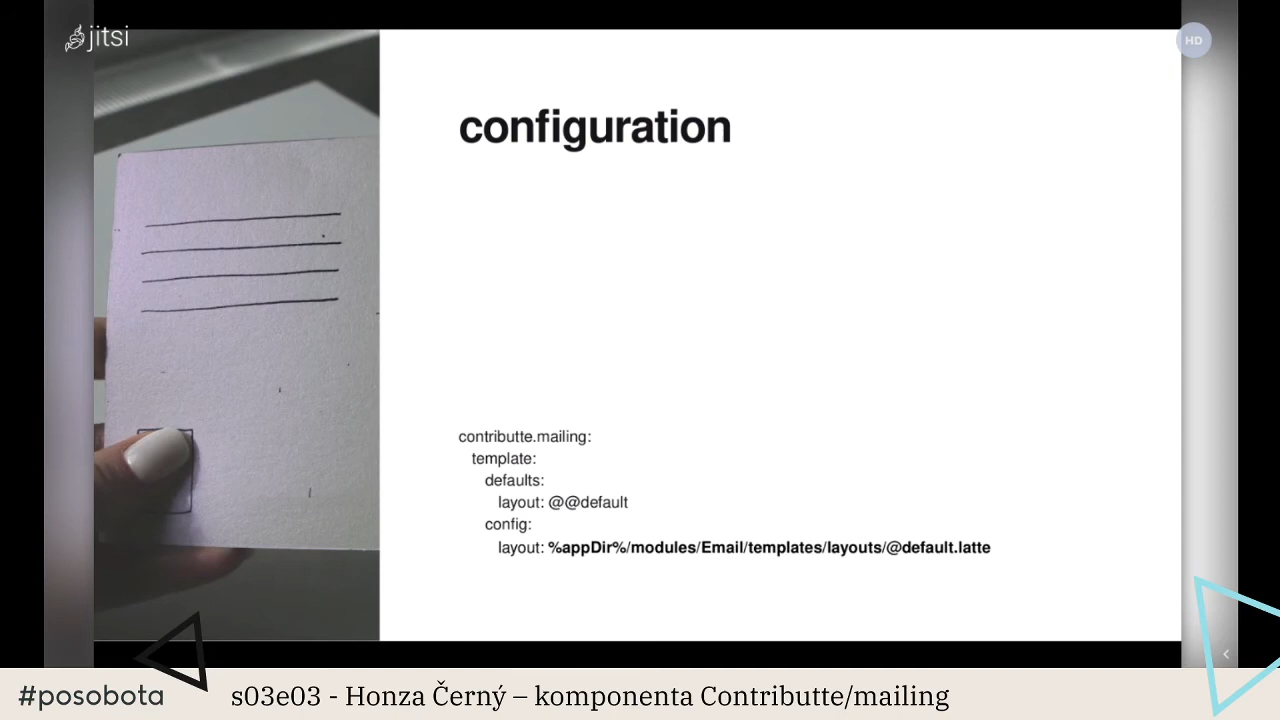 jitsi
HD
configuration
contributte.mailing:
template:
defaults:
layout: @@default
config:
layout: %appDir%/modules/Email/templates/layouts/@default.latte
#posobota
s03e03 - Honza Černý – komponenta Contributte/mailing